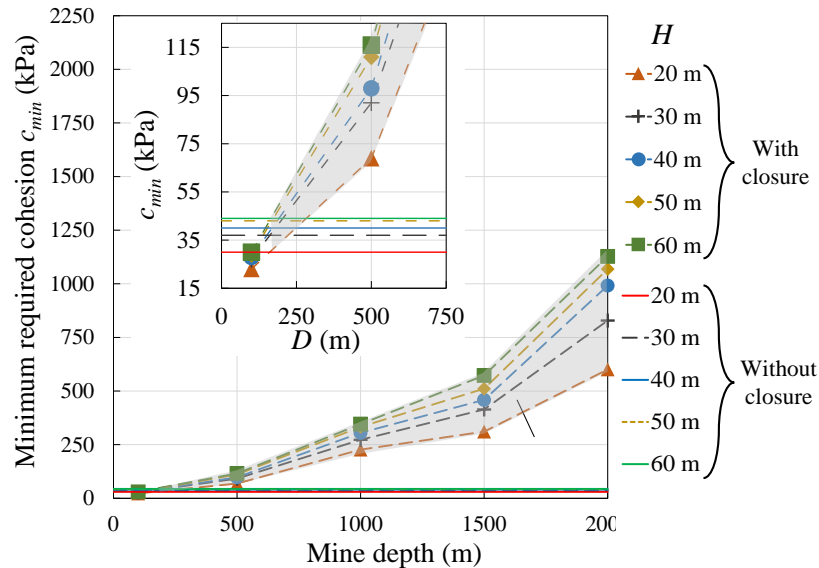 Minimum required cohesion c_min (kPa)
2250
2000
1750
1500
1250
1000
750
500
250
0
0
500
1000
1500
200
Mine depth (m)
c_min (kPa)
115
95
75
55
35
15
0
250
500
750
D (m)
H
20 m
30 m
40 m
50 m
60 m
With
closure
20 m
30 m
40 m
50 m
60 m
Without
closure